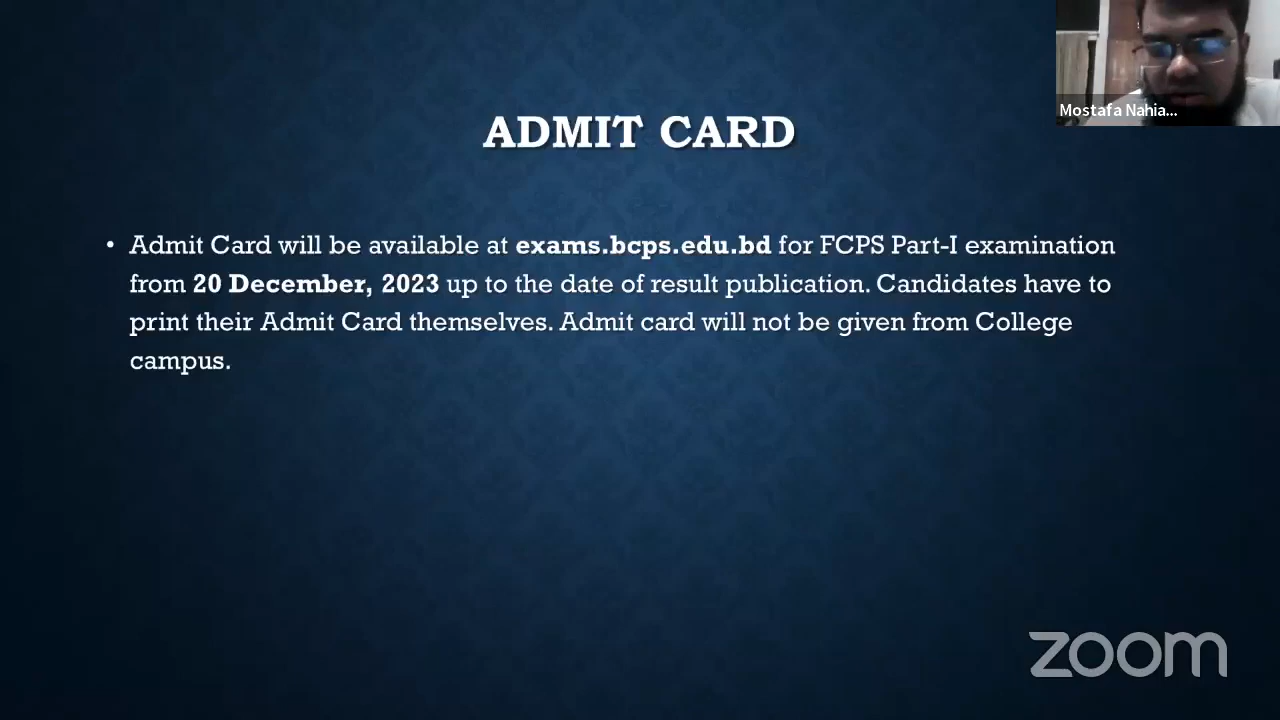 Mostafa Nahia...
ADMIT CARD
• Admit Card will be available at exams.bcps.edu.bd for FCPS Part-I examination
from 20 December, 2023 up to the date of result publication. Candidates have to
print their Admit Card themselves. Admit card will not be given from College
campus.
zoom